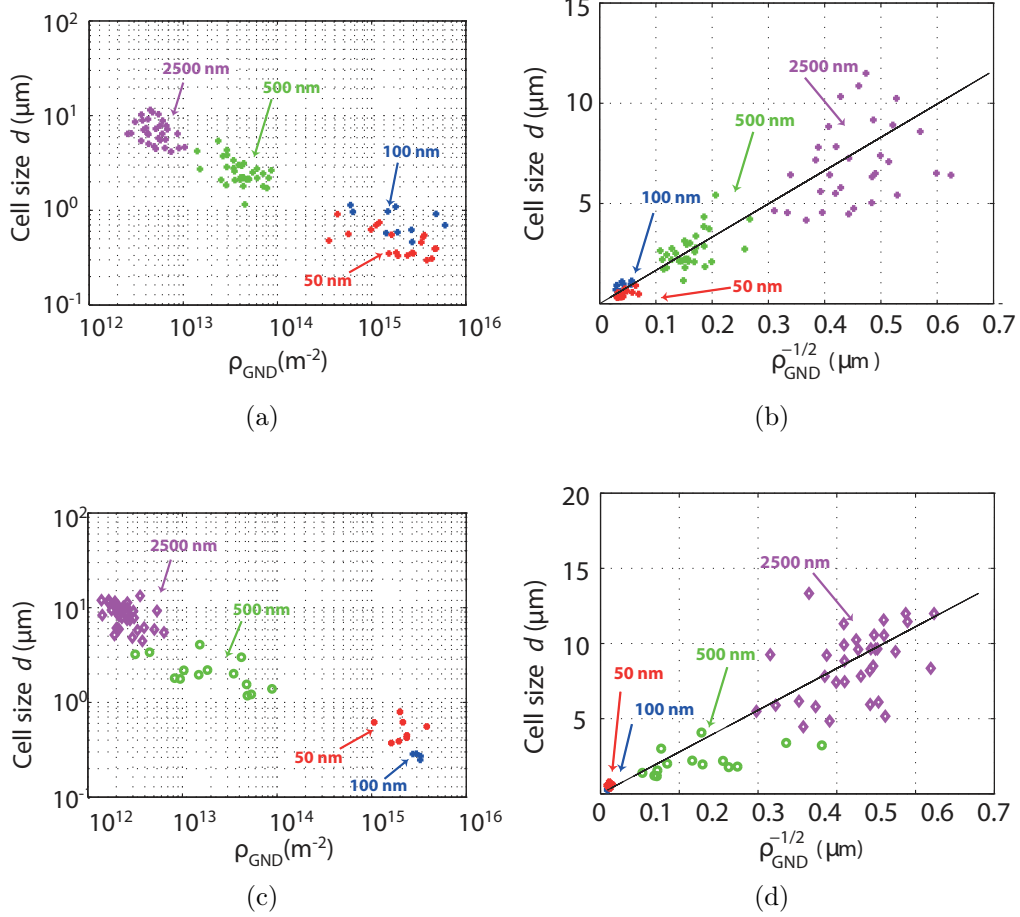 10² 10¹ 10⁰ 10⁻¹
Cell size d (μm)
2500 nm
500 nm
100 nm
50 nm
10¹² 10¹³ 10¹⁴ 10¹⁵ 10¹⁶
ρGND(m⁻²)
(a)
15 10 5
Cell size d (μm)
2500 nm
500 nm
100 nm
50 nm
0 0.1 0.2 0.3 0.4 0.5 0.6 0.7
ρGND^-1/2 (μm)
(b)
10² 10¹ 10⁰ 10⁻¹
Cell size d (μm)
2500 nm
500 nm
50 nm
100 nm
10¹² 10¹³ 10¹⁴ 10¹⁵ 10¹⁶
ρGND(m⁻²)
(c)
20 15 10 5
Cell size d (μm)
2500 nm
500 nm
50 nm
100 nm
0 0.1 0.2 0.3 0.4 0.5 0.6 0.7
ρGND^-1/2 (μm)
(d)